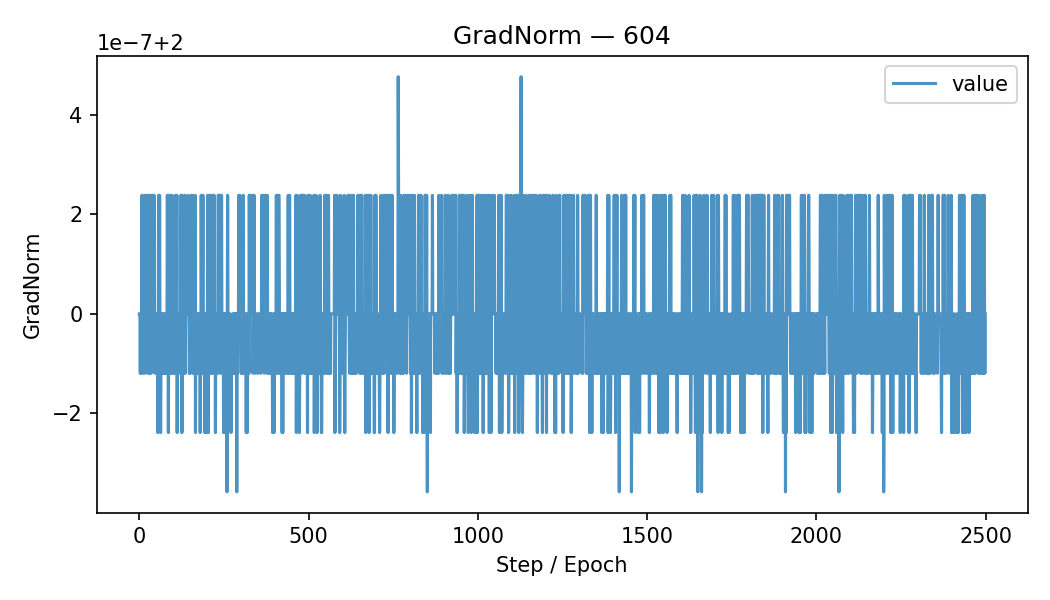 GradNorm — 604
1e−7+2
value
4
2
0
−2
GradNorm
0
500
1000
1500
2000
2500
Step / Epoch